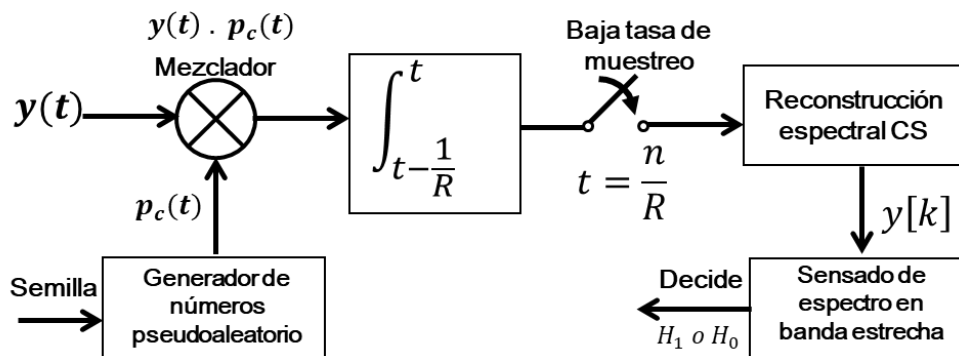 y(t) . p_c(t)
Mezclador
y(t)
p_c(t)
Semilla
Generador de
números
pseudoaleatorio
∫_{t-1/R}^{t}
Baja tasa de
muestreo
t = n/R
Reconstrucción
espectral CS
y[k]
Sensado de
espectro en
banda estrecha
Decide
H_1 o H_0